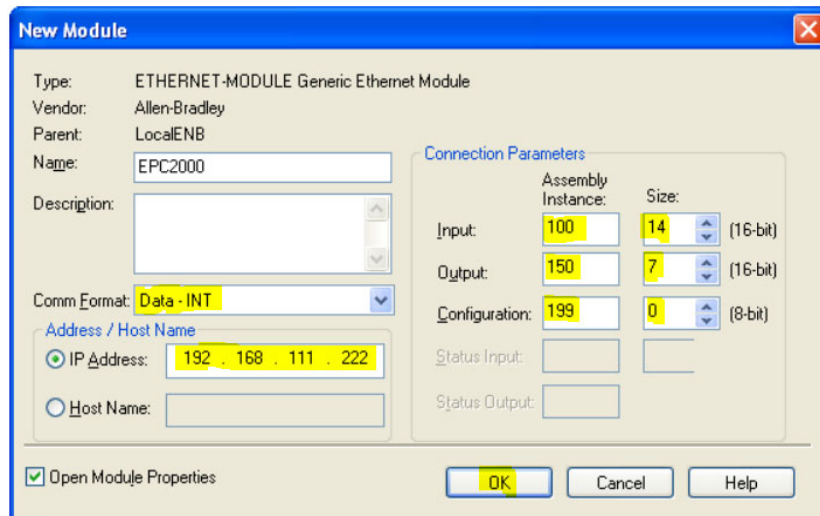 New Module
Type: ETHERNET-MODULE Generic Ethernet Module
Vendor: Allen-Bradley
Parent: LocalENB
Name: EPC2000
Description:
Comm Format: Data - INT
Address / Host Name
IP Address: 192 . 168 . 111 . 222
Host Name:
Connection Parameters
Assembly Instance: Size:
Input: 100 14 (16-bit)
Output: 150 7 (16-bit)
Configuration: 199 0 (8-bit)
Status Input:
Status Output:
Open Module Properties
OK Cancel Help